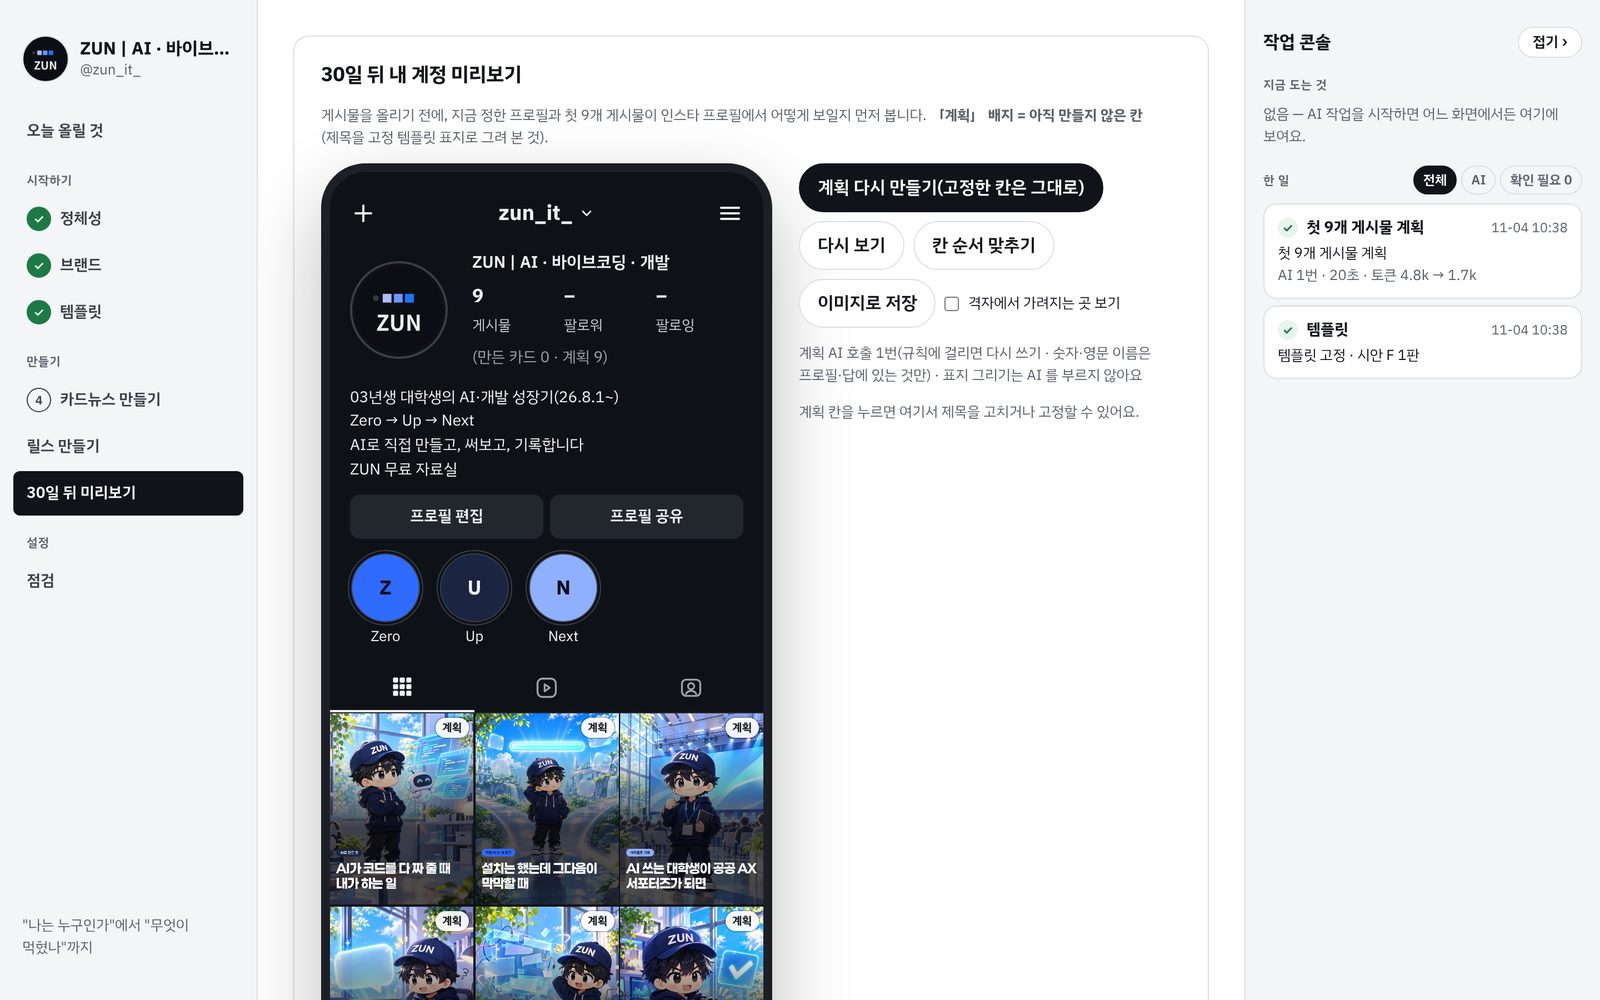 ZUN
ZUN | AI · 바이브...
@zun_it_
오늘 올릴 것
시작하기
정체성
브랜드
템플릿
만들기
4 카드뉴스 만들기
릴스 만들기
30일 뒤 미리보기
설정
점검
"나는 누구인가"에서 "무엇이
먹혔나"까지
30일 뒤 내 계정 미리보기
게시물을 올리기 전에, 지금 정한 프로필과 첫 9개 게시물이 인스타 프로필에서 어떻게 보일지 먼저 봅니다. 「계획」 배지 = 아직 만들지 않은 칸
(제목을 고정 템플릿 표지로 그려 본 것).
zun_it_
ZUN | AI · 바이브코딩 · 개발
ZUN
9 – –
게시물 팔로워 팔로잉
(만든 카드 0 · 계획 9)
03년생 대학생의 AI·개발 성장기(26.8.1~)
Zero → Up → Next
AI로 직접 만들고, 써보고, 기록합니다
ZUN 무료 자료실
프로필 편집 프로필 공유
Z U N
Zero Up Next
계획 계획 계획
ZUN ZUN ZUN
AI가 코드를 다 짜 줄 때
내가 하는 일
설치는 했는데 그다음이
막막할 때
AI 쓰는 대학생이 공공 AX
서포터즈가 되면
계획 계획 계획
ZUN ZUN ZUN
계획 다시 만들기(고정한 칸은 그대로)
다시 보기 칸 순서 맞추기
이미지로 저장 격자에서 가려지는 곳 보기
계획 AI 호출 1번(규칙에 걸리면 다시 쓰기 · 숫자·영문 이름은
프로필·답에 있는 것만) · 표지 그리기는 AI 를 부르지 않아요
계획 칸을 누르면 여기서 제목을 고치거나 고정할 수 있어요.
작업 콘솔 접기 ›
지금 도는 것
없음 — AI 작업을 시작하면 어느 화면에서든 여기에
보여요.
한 일 전체 AI 확인 필요 0
첫 9개 게시물 계획 11-04 10:38
첫 9개 게시물 계획
AI 1번 · 20초 · 토큰 4.8k → 1.7k
템플릿 11-04 10:38
템플릿 고정 · 시안 F 1판